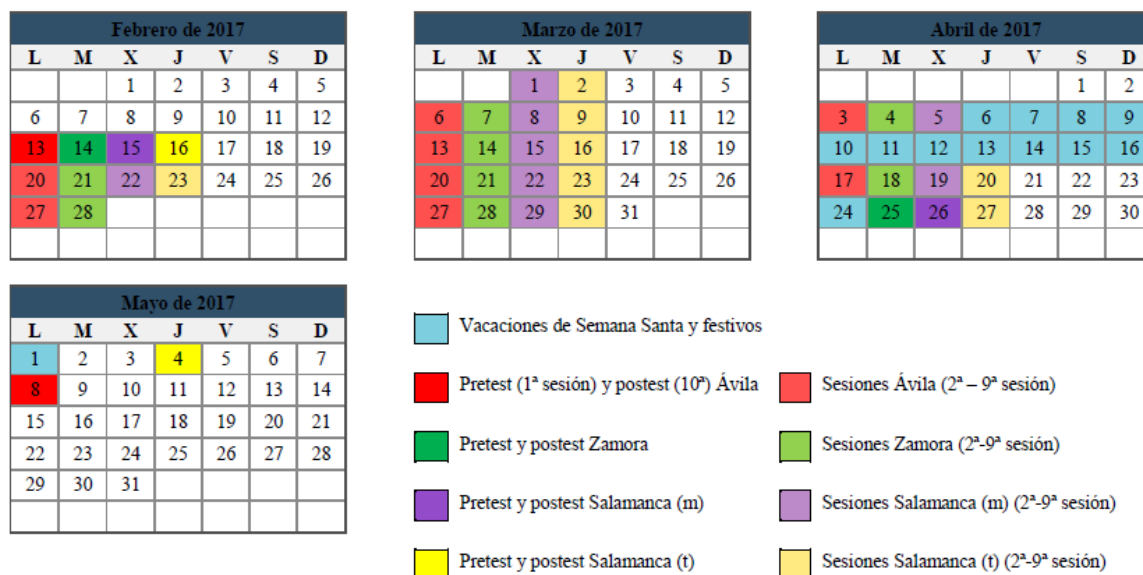 Febrero de 2017
L M X J V S D
1 2 3 4 5
6 7 8 9 10 11 12
13 14 15 16 17 18 19
20 21 22 23 24 25 26
27 28
Marzo de 2017
L M X J V S D
1 2 3 4 5
6 7 8 9 10 11 12
13 14 15 16 17 18 19
20 21 22 23 24 25 26
27 28 29 30 31
Abril de 2017
L M X J V S D
1 2
3 4 5 6 7 8 9
10 11 12 13 14 15 16
17 18 19 20 21 22 23
24 25 26 27 28 29 30
Mayo de 2017
L M X J V S D
1 2 3 4 5 6 7
8 9 10 11 12 13 14
15 16 17 18 19 20 21
22 23 24 25 26 27 28
29 30 31
Vacaciones de Semana Santa y festivos
Pretest (1ª sesión) y postest (10ª) Ávila
Sesiones Ávila (2ª – 9ª sesión)
Pretest y postest Zamora
Sesiones Zamora (2ª-9ª sesión)
Pretest y postest Salamanca (m)
Sesiones Salamanca (m) (2ª-9ª sesión)
Pretest y postest Salamanca (t)
Sesiones Salamanca (t) (2ª-9ª sesión)